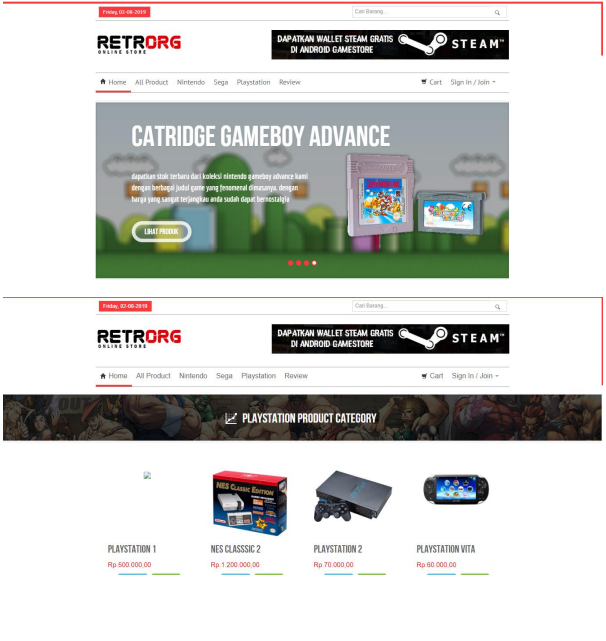 Friday, 02-08-2019
Cari Barang...
RETRORG
ONLINE STORE
DAPATKAN WALLET STEAM GRATIS
DI ANDROID GAMESTORE
STEAM™
Home All Product Nintendo Sega Playstation Review Cart Sign In / Join
CATRIDGE GAMEBOY ADVANCE
dapatkan stok terbaru dari koleksi nintendo gameboy advance kami
dengan berbagai judul game yang fenomenal dimasanya, dengan
harga yang sangat terjangkau anda sudah dapat bernostalgia
LIHAT PRODUK
Friday, 02-08-2019
Cari Barang...
RETRORG
ONLINE STORE
DAPATKAN WALLET STEAM GRATIS
DI ANDROID GAMESTORE
STEAM™
Home All Product Nintendo Sega Playstation Review Cart Sign In / Join
PLAYSTATION PRODUCT CATEGORY
NES CLASSIC EDITION
PLAYSTATION 1 NES CLASSSIC 2 PLAYSTATION 2 PLAYSTATION VITA
Rp 500.000,00 Rp 1.200.000,00 Rp 70.000,00 Rp 60.000,00